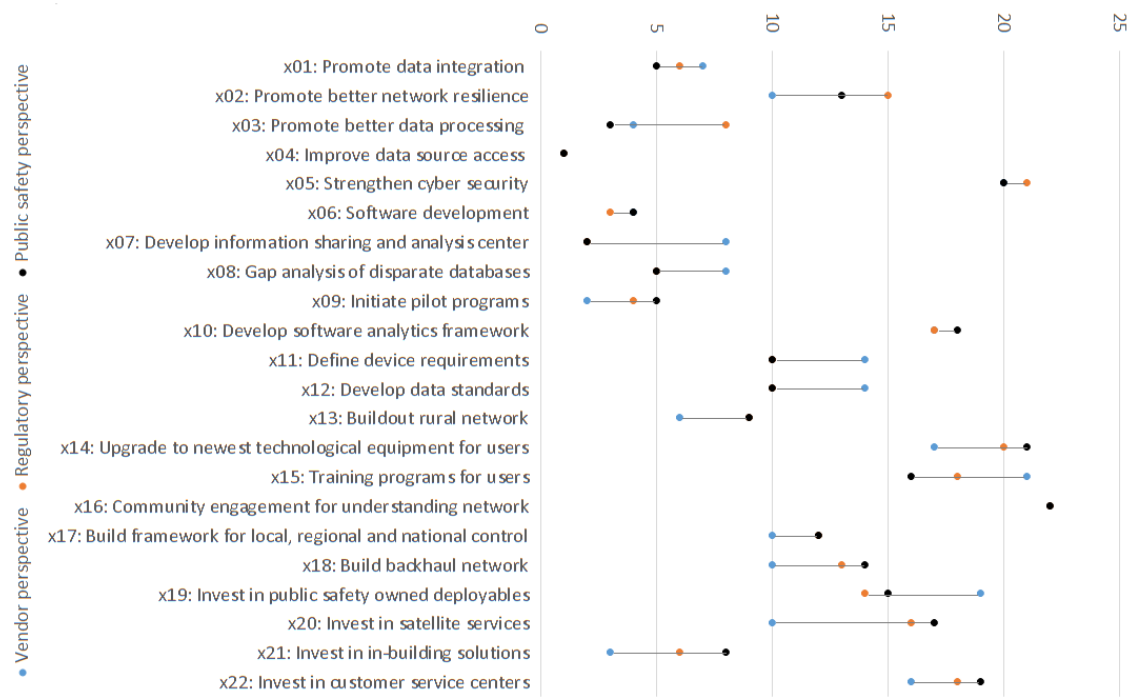 0
5
10
15
20
25
x01: Promote data integration
x02: Promote better network resilience
x03: Promote better data processing
x04: Improve data source access
x05: Strengthen cyber security
x06: Software development
x07: Develop information sharing and analysis center
x08: Gap analysis of disparate databases
x09: Initiate pilot programs
x10: Develop software analytics framework
x11: Define device requirements
x12: Develop data standards
x13: Buildout rural network
x14: Upgrade to newest technological equipment for users
x15: Training programs for users
x16: Community engagement for understanding network
x17: Build framework for local, regional and national control
x18: Build backhaul network
x19: Invest in public safety owned deployables
x20: Invest in satellite services
x21: Invest in in-building solutions
x22: Invest in customer service centers
Vendor perspective
Regulatory perspective
Public safety perspective